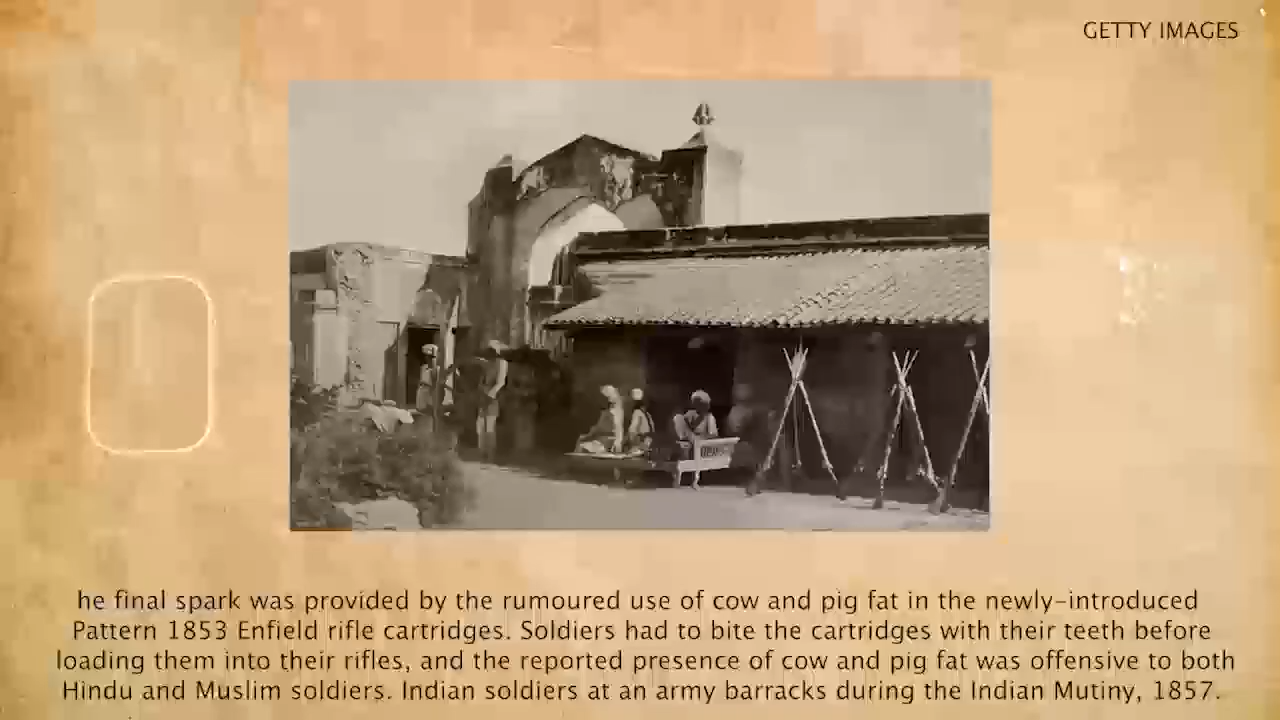 GETTY IMAGES
he final spark was provided by the rumoured use of cow and pig fat in the newly-introduced
Pattern 1853 Enfield rifle cartridges. Soldiers had to bite the cartridges with their teeth before
loading them into their rifles, and the reported presence of cow and pig fat was offensive to both
Hindu and Muslim soldiers. Indian soldiers at an army barracks during the Indian Mutiny, 1857.